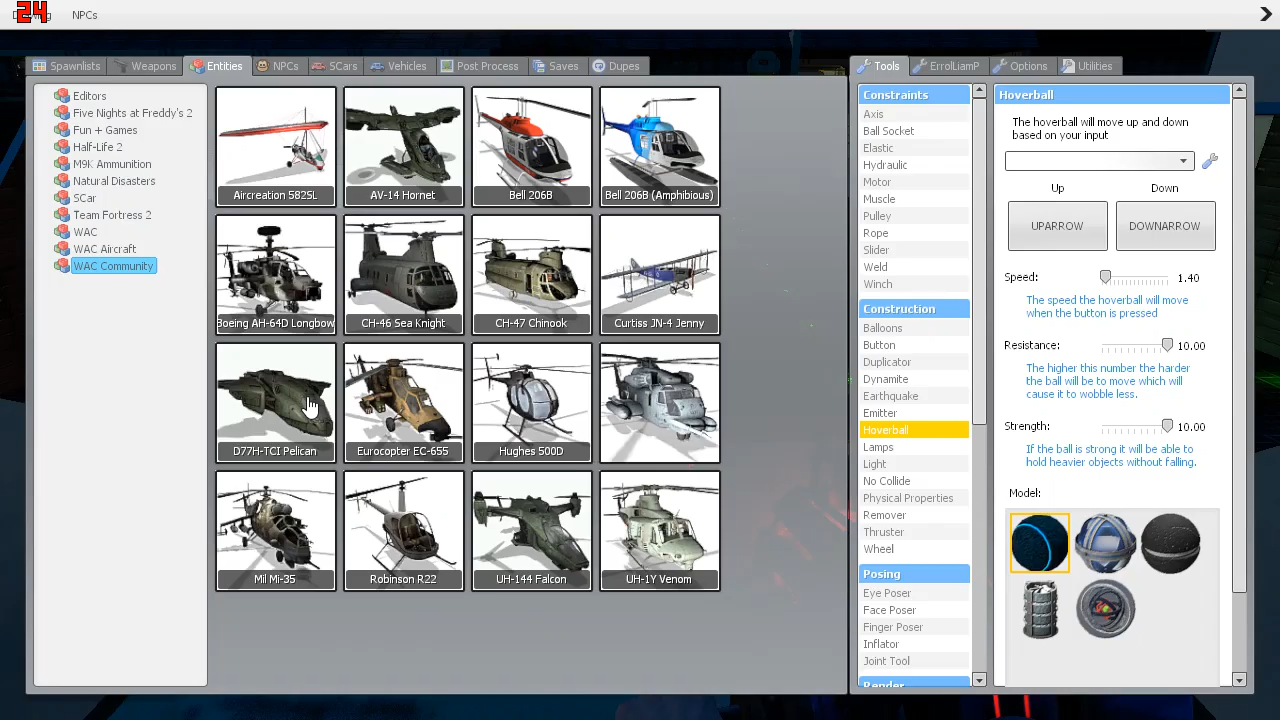 24
NPCs
Spawnlists Weapons Entities NPCs SCars Vehicles Post Process Saves Dupes
Editors
Five Nights at Freddy's 2
Fun + Games
Half-Life 2
M9K Ammunition
Natural Disasters
SCar
Team Fortress 2
WAC
WAC Aircraft
WAC Community
Aircreation 582SL
AV-14 Hornet
Bell 206B
Bell 206B (Amphibious)
Boeing AH-64D Longbow
CH-46 Sea Knight
CH-47 Chinook
Curtiss JN-4 Jenny
D77H-TCI Pelican
Eurocopter EC-655
Hughes 500D
Mil Mi-35
Robinson R22
UH-144 Falcon
UH-1Y Venom
Tools ErrolLiamP Options Utilities
Constraints
Axis
Ball Socket
Elastic
Hydraulic
Motor
Muscle
Pulley
Rope
Slider
Weld
Winch
Construction
Balloons
Button
Duplicator
Dynamite
Earthquake
Emitter
Hoverball
Lamps
Light
No Collide
Physical Properties
Remover
Thruster
Wheel
Posing
Eye Poser
Face Poser
Finger Poser
Inflator
Joint Tool
Render
Hoverball
The hoverball will move up and down
based on your input
Up Down
UPARROW DOWNARROW
Speed: 1.40
The speed the hoverball will move
when the button is pressed
Resistance: 10.00
The higher this number the harder
the ball will be to move which will
cause it to wobble less.
Strength: 10.00
If the ball is strong it will be able to
hold heavier objects without falling.
Model: